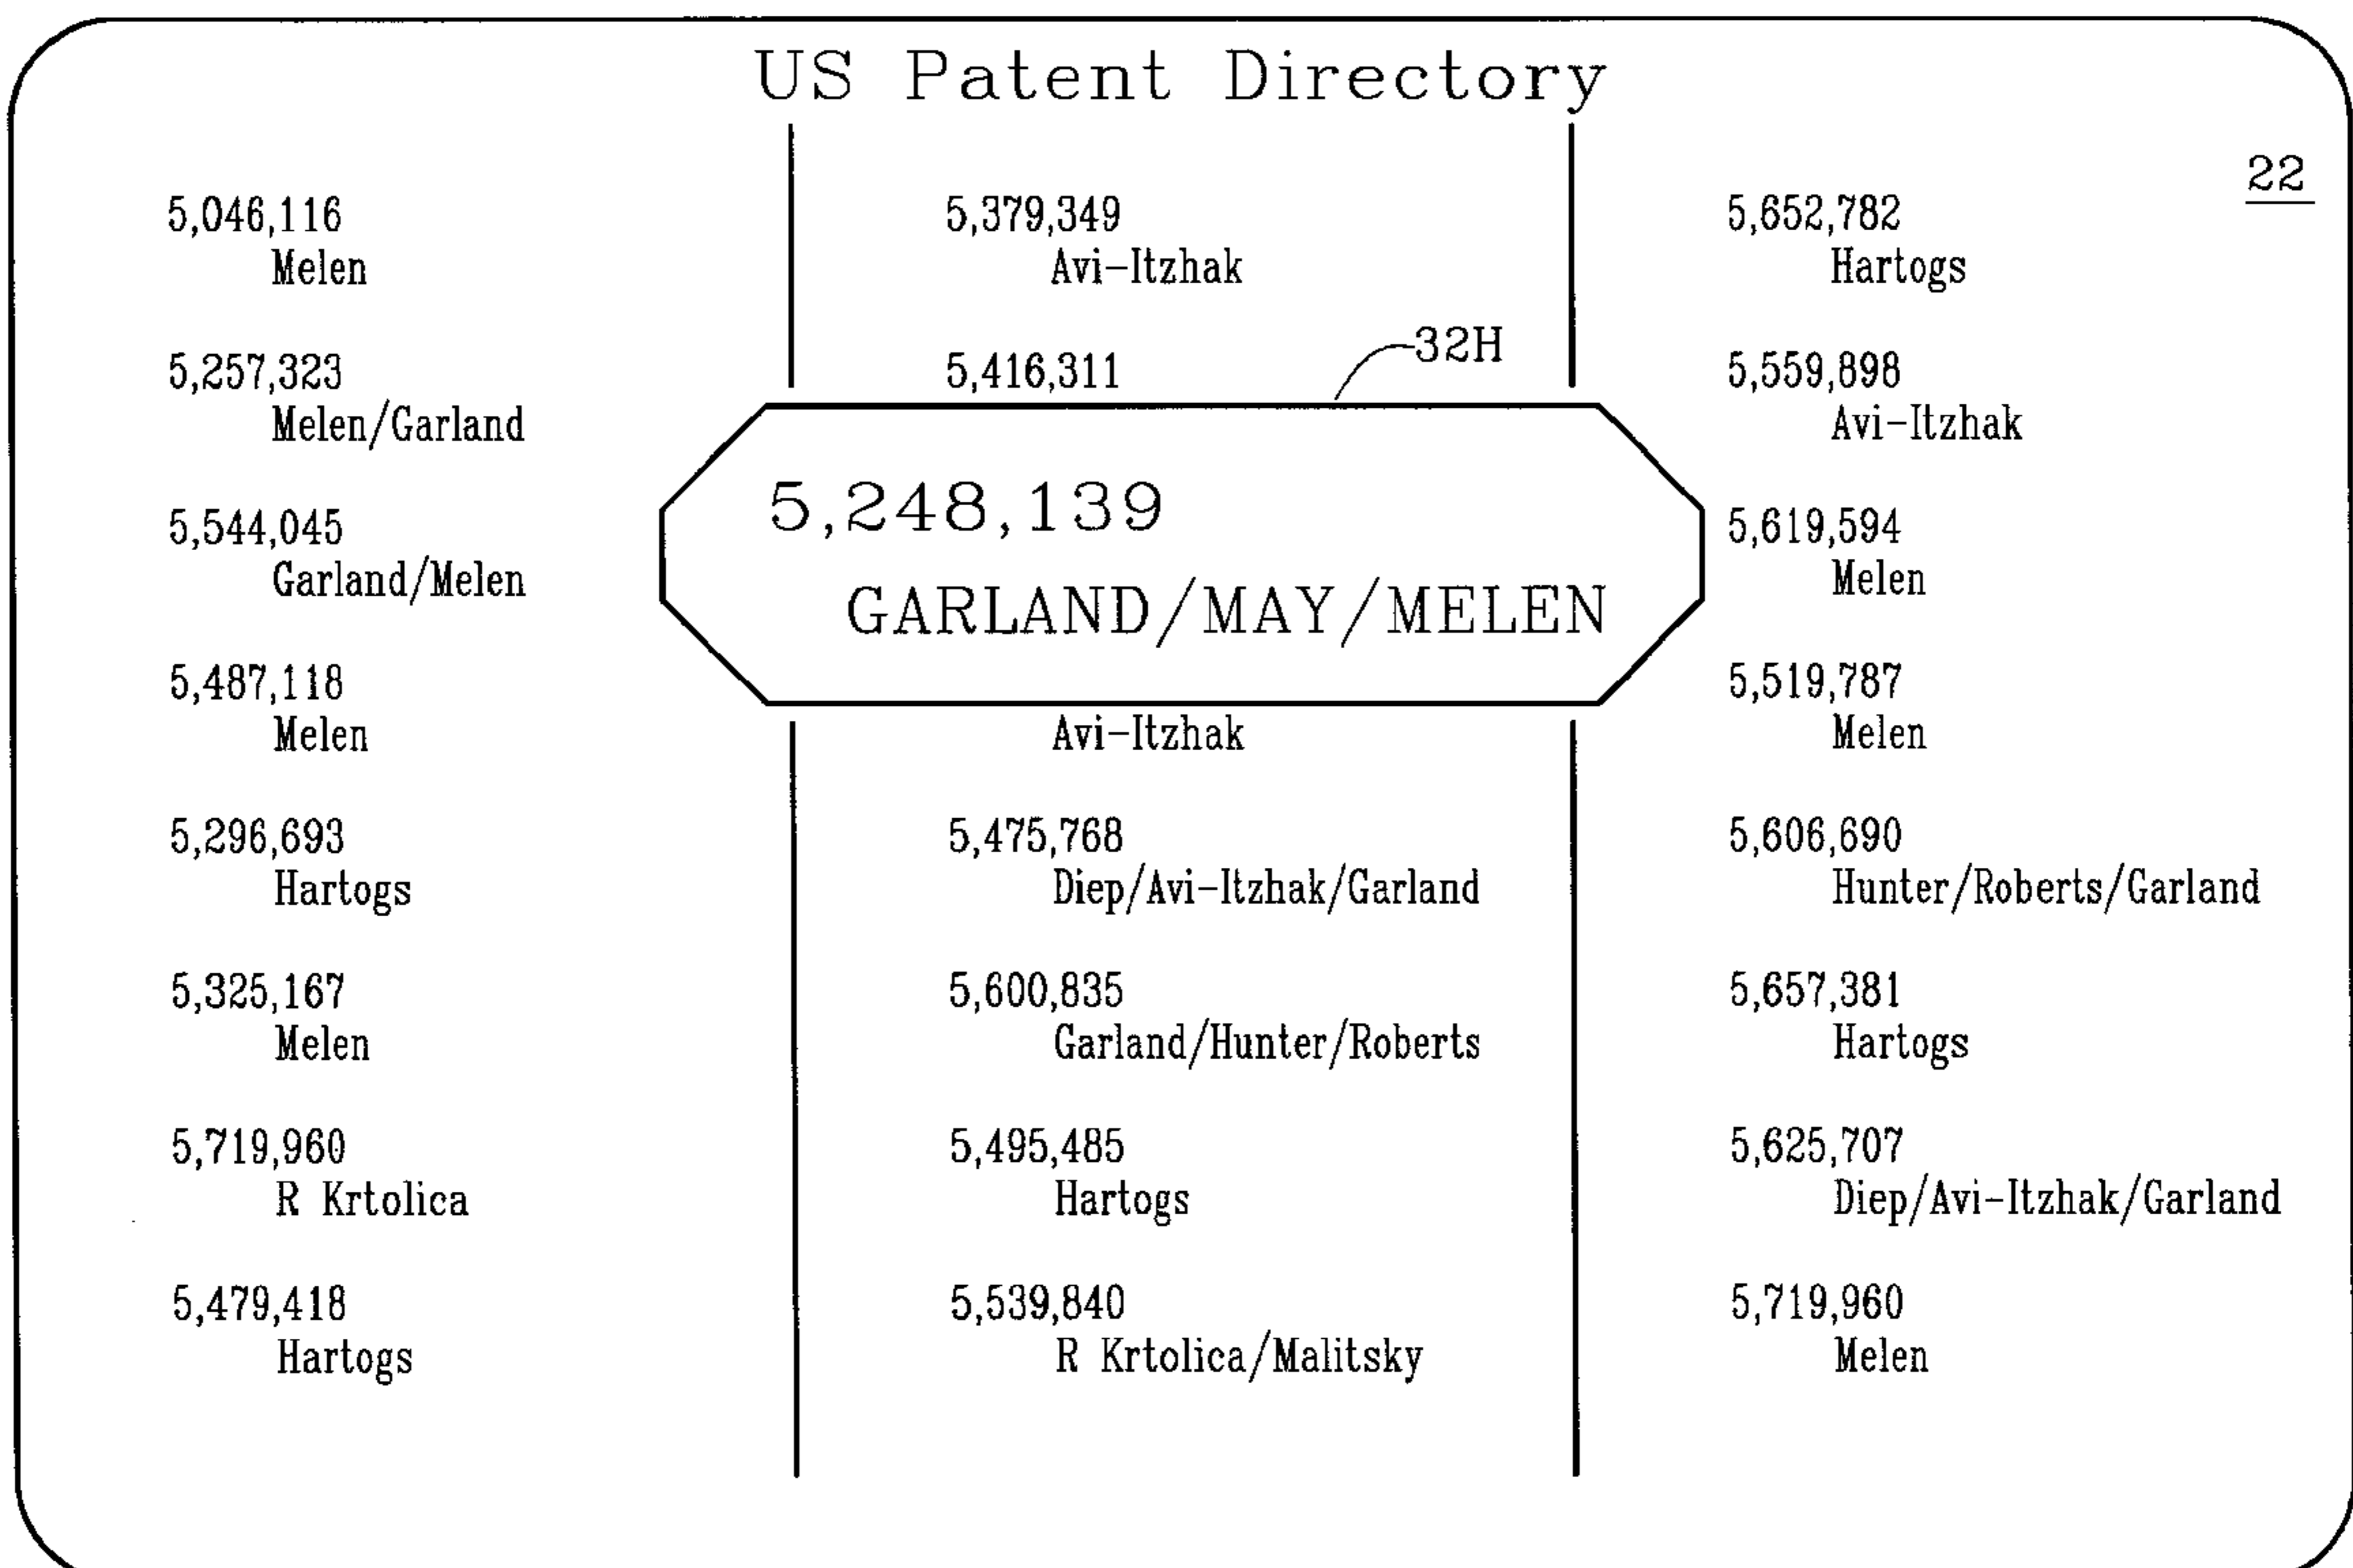 US Patent Directory
22
5,046,116
Melen
5,257,323
Melen/Garland
5,544,045
Garland/Melen
5,487,118
Melen
5,296,693
Hartogs
5,325,167
Melen
5,719,960
R Krtolica
5,479,418
Hartogs
5,379,349
Avi-Itzhak
5,416,311
32H
5,248,139
GARLAND/MAY/MELEN
Avi-Itzhak
5,475,768
Diep/Avi-Itzhak/Garland
5,600,835
Garland/Hunter/Roberts
5,495,485
Hartogs
5,539,840
R Krtolica/Malitsky
5,652,782
Hartogs
5,559,898
Avi-Itzhak
5,619,594
Melen
5,519,787
Melen
5,606,690
Hunter/Roberts/Garland
5,657,381
Hartogs
5,625,707
Diep/Avi-Itzhak/Garland
5,719,960
Melen